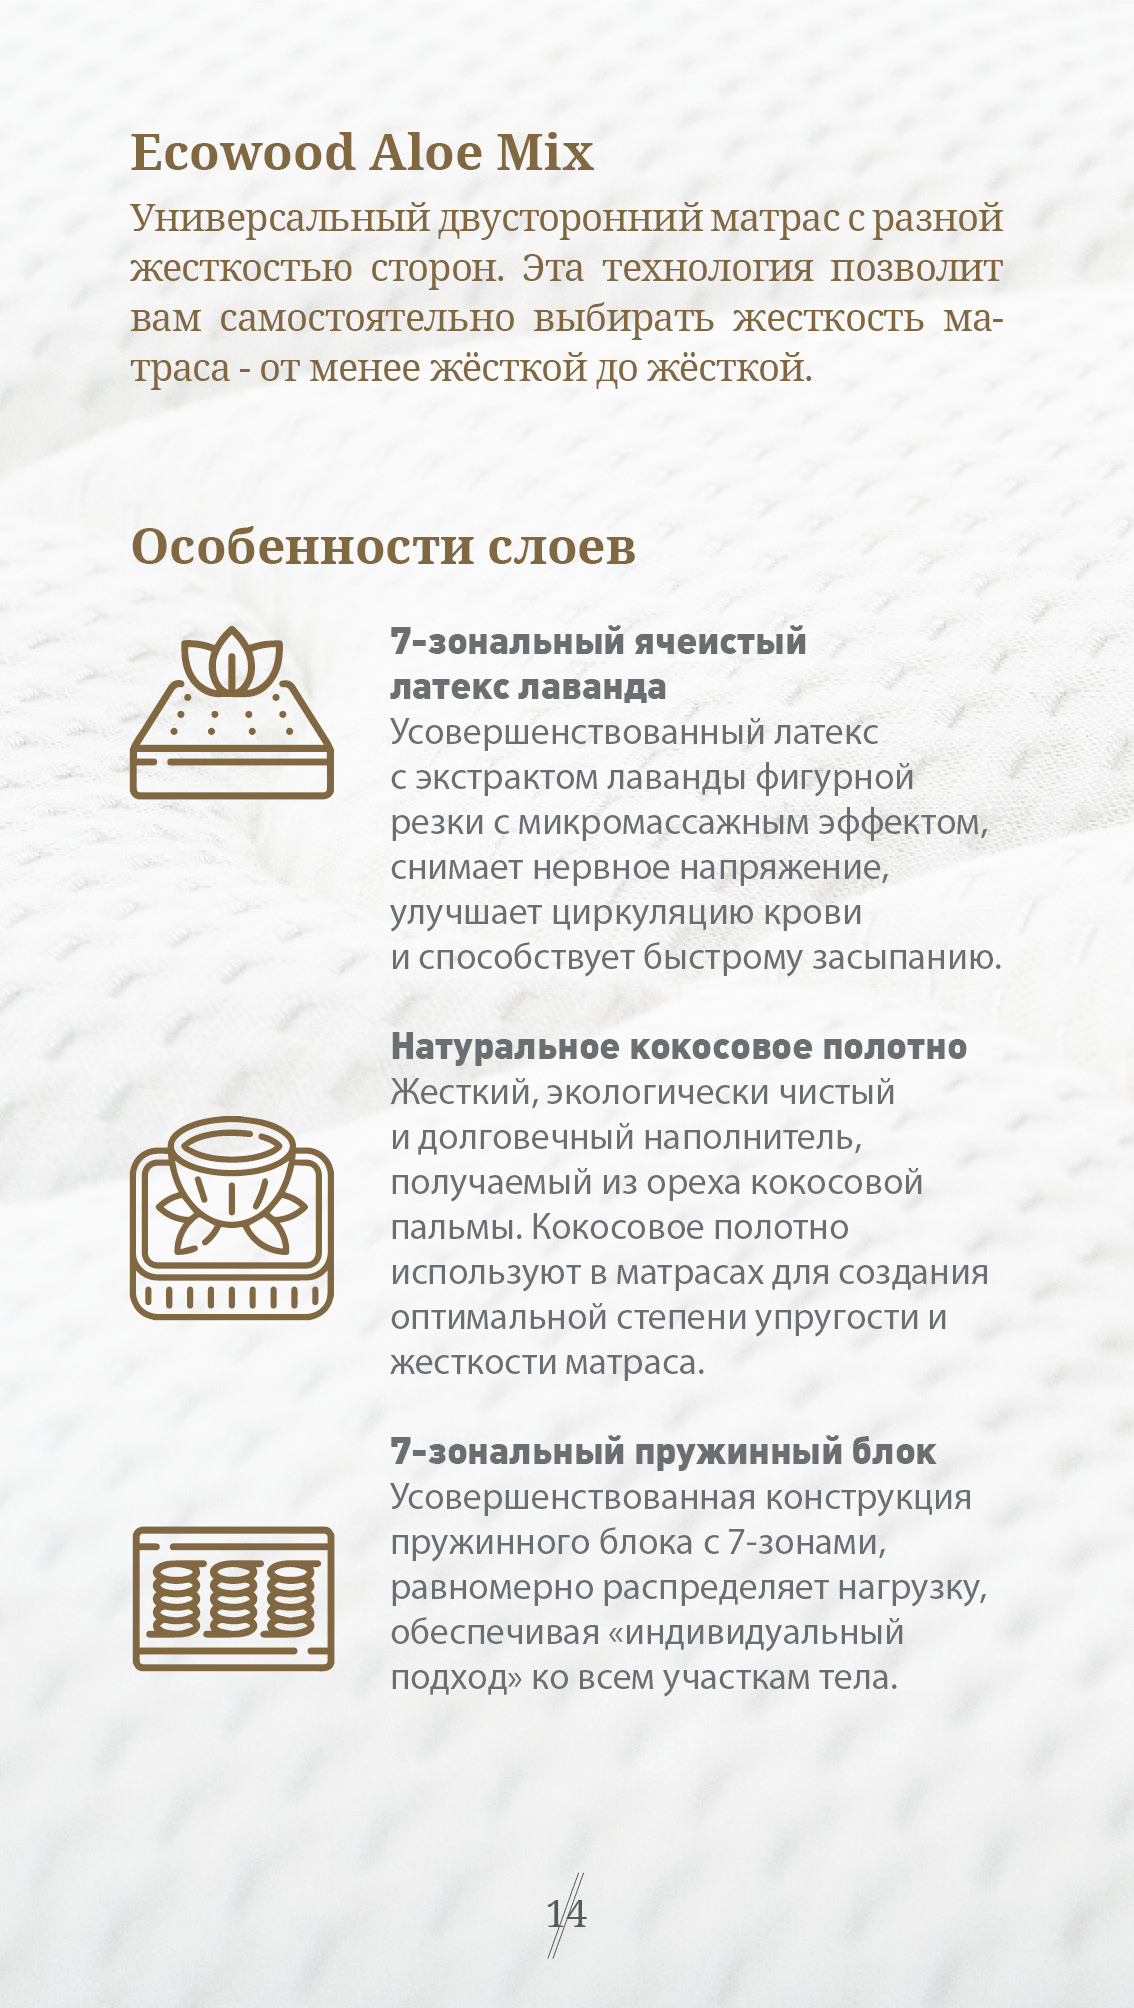 Ecowood Aloe Mix
Универсальный двусторонний матрас с разной
жесткостью сторон. Эта технология позволит
вам самостоятельно выбирать жесткость ма-
траса - от менее жёсткой до жёсткой.
Особенности слоев
7-зональный ячеистый
латекс лаванда
Усовершенствованный латекс
с экстрактом лаванды фигурной
резки с микромассажным эффектом,
снимает нервное напряжение,
улучшает циркуляцию крови
и способствует быстрому засыпанию.
Натуральное кокосовое полотно
Жесткий, экологически чистый
и долговечный наполнитель,
получаемый из ореха кокосовой
пальмы. Кокосовое полотно
используют в матрасах для создания
оптимальной степени упругости и
жесткости матраса.
7-зональный пружинный блок
Усовершенствованная конструкция
пружинного блока с 7-зонами,
равномерно распределяет нагрузку,
обеспечивая «индивидуальный
подход» ко всем участкам тела.
14